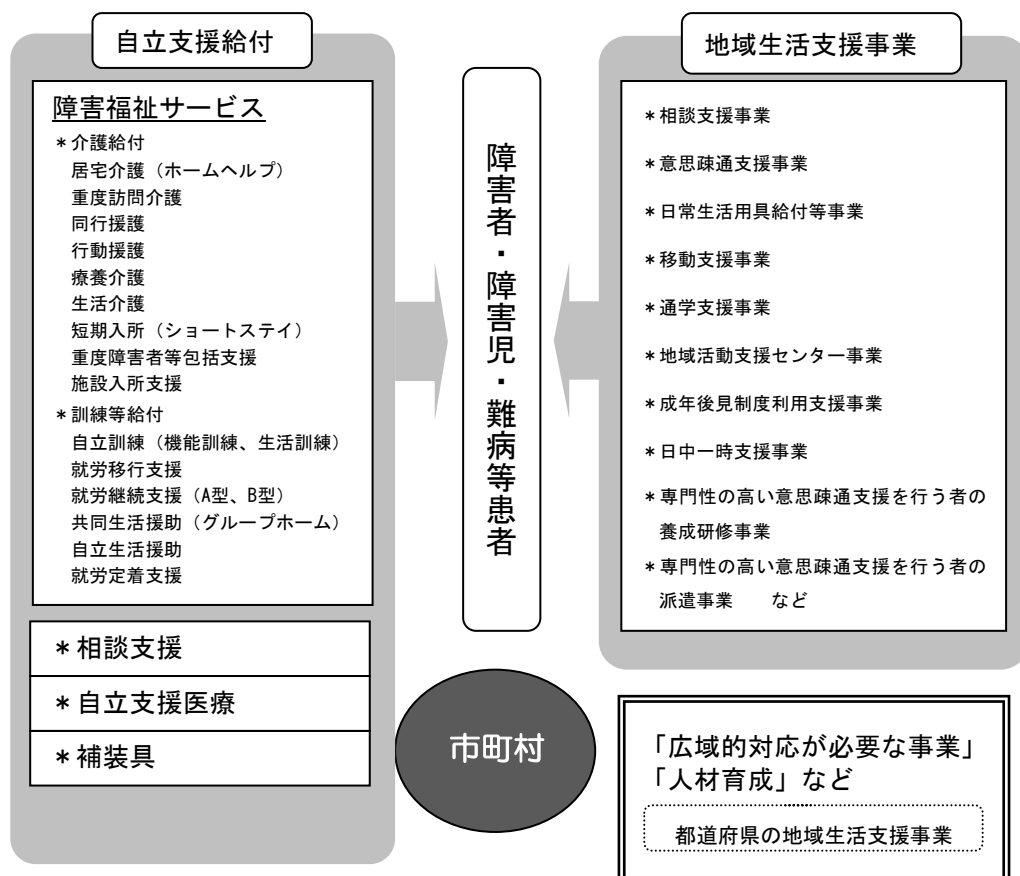 自立支援給付
障害福祉サービス
＊介護給付
居宅介護（ホームヘルプ）
重度訪問介護
同行援護
行動援護
療養介護
生活介護
短期入所（ショートステイ）
重度障害者等包括支援
施設入所支援
＊訓練等給付
自立訓練（機能訓練、生活訓練）
就労移行支援
就労継続支援（A型、B型）
共同生活援助（グループホーム）
自立生活援助
就労定着支援
＊相談支援
＊自立支援医療
＊補装具
障害者・障害児・難病等患者
市町村
地域生活支援事業
＊相談支援事業
＊意思疎通支援事業
＊日常生活用具給付等事業
＊移動支援事業
＊通学支援事業
＊地域活動支援センター事業
＊成年後見制度利用支援事業
＊日中一時支援事業
＊専門性の高い意思疎通支援を行う者の
養成研修事業
＊専門性の高い意思疎通支援を行う者の
派遣事業　　など
「広域的対応が必要な事業」
「人材育成」など
都道府県の地域生活支援事業